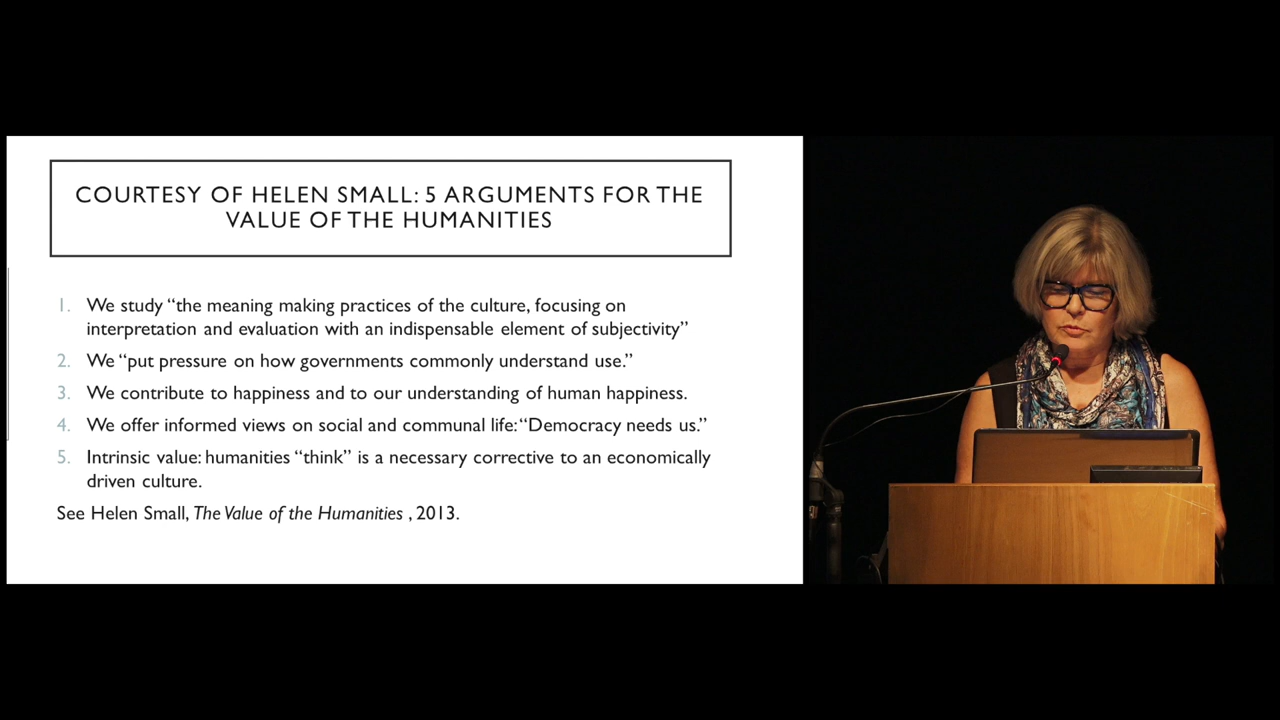 COURTESY OF HELEN SMALL: 5 ARGUMENTS FOR THE
VALUE OF THE HUMANITIES
1. We study “the meaning making practices of the culture, focusing on
interpretation and evaluation with an indispensable element of subjectivity”
2. We “put pressure on how governments commonly understand use.”
3. We contribute to happiness and to our understanding of human happiness.
4. We offer informed views on social and communal life: “Democracy needs us.”
5. Intrinsic value: humanities “think” is a necessary corrective to an economically
driven culture.
See Helen Small, The Value of the Humanities , 2013.